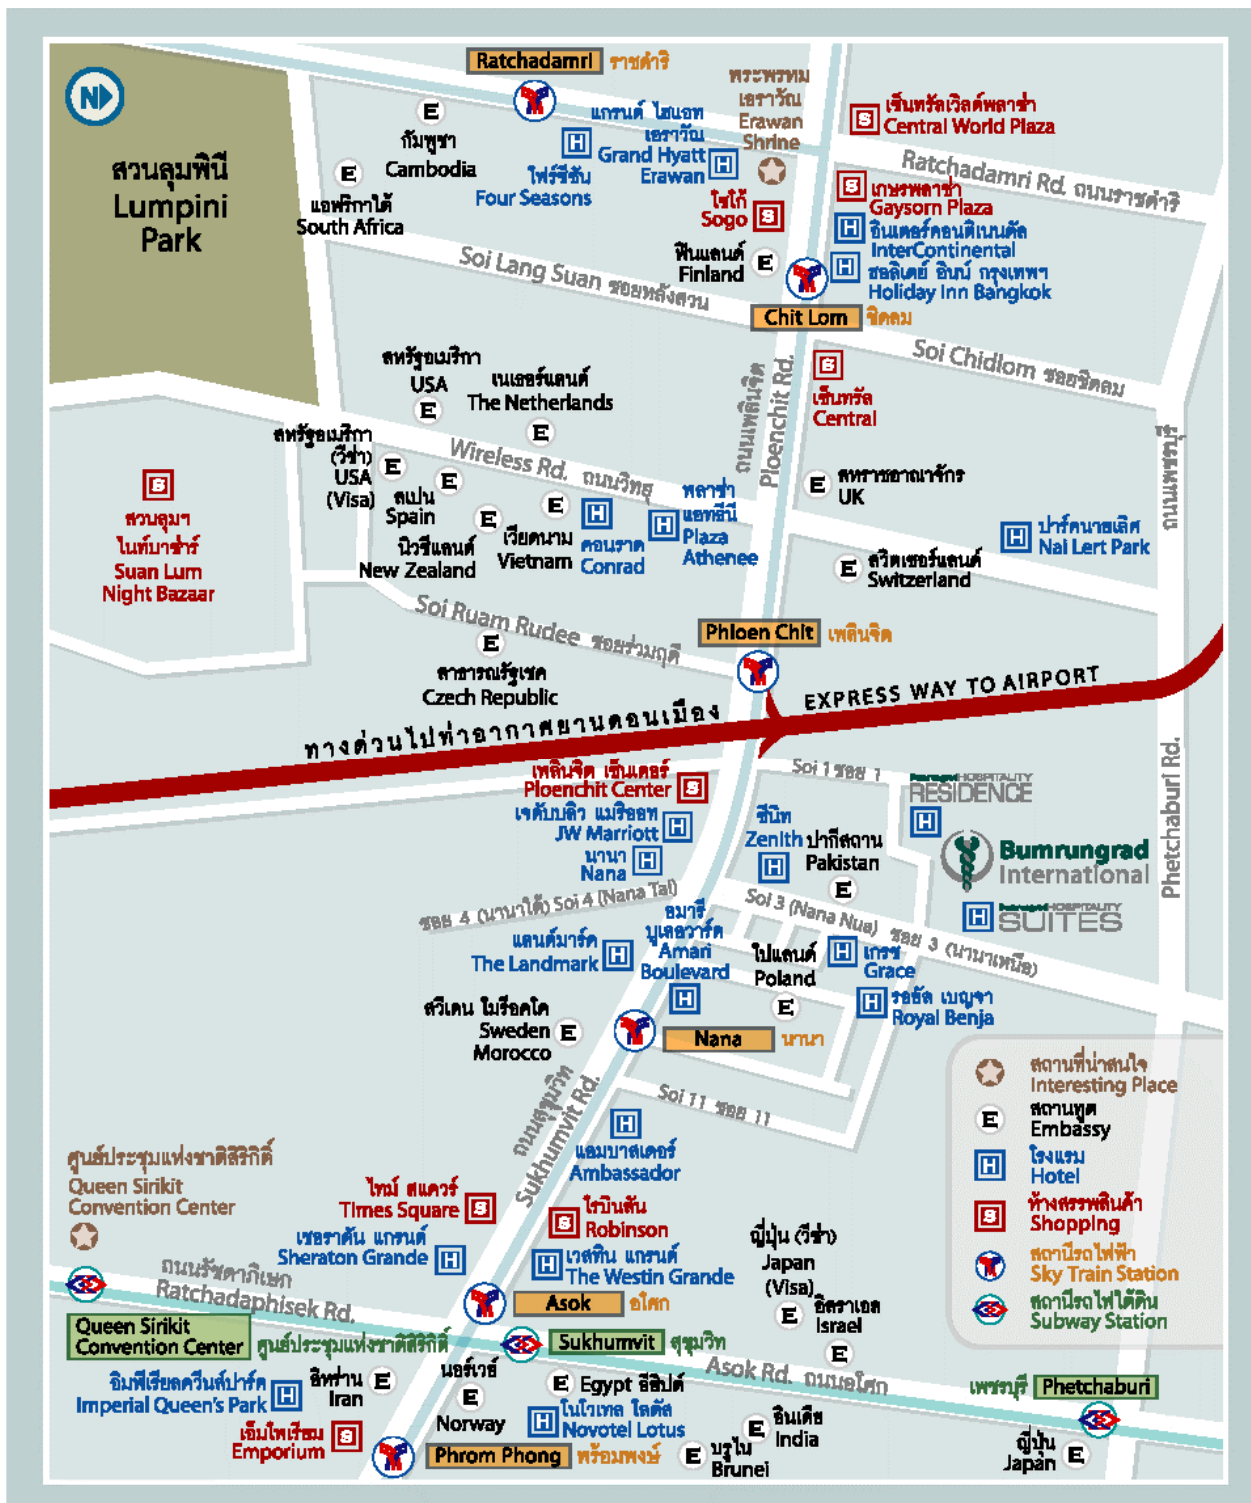 Ratchadamri ราชดำริ
N
สวนลุมพินี
Lumpini
Park
E
กัมพูชา
Cambodia
E
แอฟริกาใต้
South Africa
แกรนด์ ไฮแอท
เอราวัณ
Grand Hyatt
Erawan
H
H
โฟร์ซีซัน
Four Seasons
พระพรหม
เอราวัณ
Erawan
Shrine
โซโก้
Sogo
S
ฟินแลนด์
Finland
E
S
เซ็นทรัลเวิลด์พลาซ่า
Central World Plaza
Ratchadamri Rd. ถนนราชดำริ
S
เกษรพลาซ่า
Gaysorn Plaza
H
อินเตอร์คอนติเนนตัล
InterContinental
H
ฮอลิเดย์ อินน์ กรุงเทพฯ
Holiday Inn Bangkok
Soi Lang Suan ซอยหลังสวน
Chit Lom ชิดลม
Soi Chidlom ซอยชิดลม
S
เซ็นทรัล
Central
ถนนเพลินจิต
Ploenchit Rd.
สหรัฐอเมริกา
USA
E
เนเธอร์แลนด์
The Netherlands
E
สหรัฐอเมริกา
(วีซ่า)
USA
(Visa)
E
Wireless Rd. ถนนวิทยุ
E
สเปน
Spain
E
นิวซีแลนด์
New Zealand
E
เวียดนาม
Vietnam
H
คอนราด
Conrad
พลาซ่า
แอทธินี
Plaza
Athenee
H
E
สหราชอาณาจักร
UK
E
สวิตเซอร์แลนด์
Switzerland
H
ปาร์คนายเลิศ
Nai Lert Park
ถนนเพชรบุรี
S
สวนลุมฯ
ไนท์บาซ่าร์
Suan Lum
Night Bazaar
Soi Ruam Rudee ซอยร่วมฤดี
E
สาธารณรัฐเชค
Czech Republic
Phloen Chit เพลินจิต
ทางด่วนไปท่าอากาศยานดอนเมือง
EXPRESS WAY TO AIRPORT
Phetchaburi Rd.
เพลินจิต เซ็นเตอร์
Ploenchit Center
S
เจดับบลิว แมริออท
JW Marriott
H
นานา
Nana
H
Soi 1 ซอย 1
ซีนิท
Zenith
H
ปากีสถาน
Pakistan
E
Bumrungrad HOSPITALITY
RESIDENCE
H
Bumrungrad
International
H
Bumrungrad HOSPITALITY
SUITES
ซอย 4 (นานาใต้) Soi 4 (Nana Tai)
Soi 3 (Nana Nua) ซอย 3 (นานาเหนือ)
แลนด์มาร์ค
The Landmark
H
อมารี
บูเลอวาร์ด
Amari
Boulevard
H
โปแลนด์
Poland
E
H
เกรซ
Grace
H
รอยัล เบญจา
Royal Benja
สวีเดน โมร็อคโค
Sweden
Morocco
E
Nana นานา
Soi 11 ซอย 11
ถนนสุขุมวิท
Sukhumvit Rd.
H
แอมบาสเดอร์
Ambassador
สถานที่น่าสนใจ
Interesting Place
E
สถานทูต
Embassy
H
โรงแรม
Hotel
S
ห้างสรรพสินค้า
Shopping
สถานีรถไฟฟ้า
Sky Train Station
สถานีรถไฟใต้ดิน
Subway Station
ศูนย์ประชุมแห่งชาติสิริกิติ์
Queen Sirikit
Convention Center
ไทม์ สแควร์
Times Square
S
S
โรบินสัน
Robinson
เชอราตัน แกรนด์
Sheraton Grande
H
H
เวสทิน แกรนด์
The Westin Grande
ญี่ปุ่น (วีซ่า)
Japan
(Visa)
E
อิสราเอล
Israel
E
ถนนรัชดาภิเษก
Ratchadaphisek Rd.
Asok อโศก
Queen Sirikit
Convention Center ศูนย์ประชุมแห่งชาติสิริกิติ์
Sukhumvit สุขุมวิท
Asok Rd. ถนนอโศก
เพชรบุรี Phetchaburi
อิมพีเรียลควีนส์ปาร์ค
Imperial Queen's Park
H
อิหร่าน
Iran
E
นอร์เวย์
E
Norway
E
Egypt อียิปต์
H
โนโวเทล โลตัส
Novotel Lotus
E
อินเดีย
India
เอ็มโพเรียม
Emporium
S
Phrom Phong พร้อมพงษ์
E
บรูไน
Brunei
ญี่ปุ่น
Japan
E